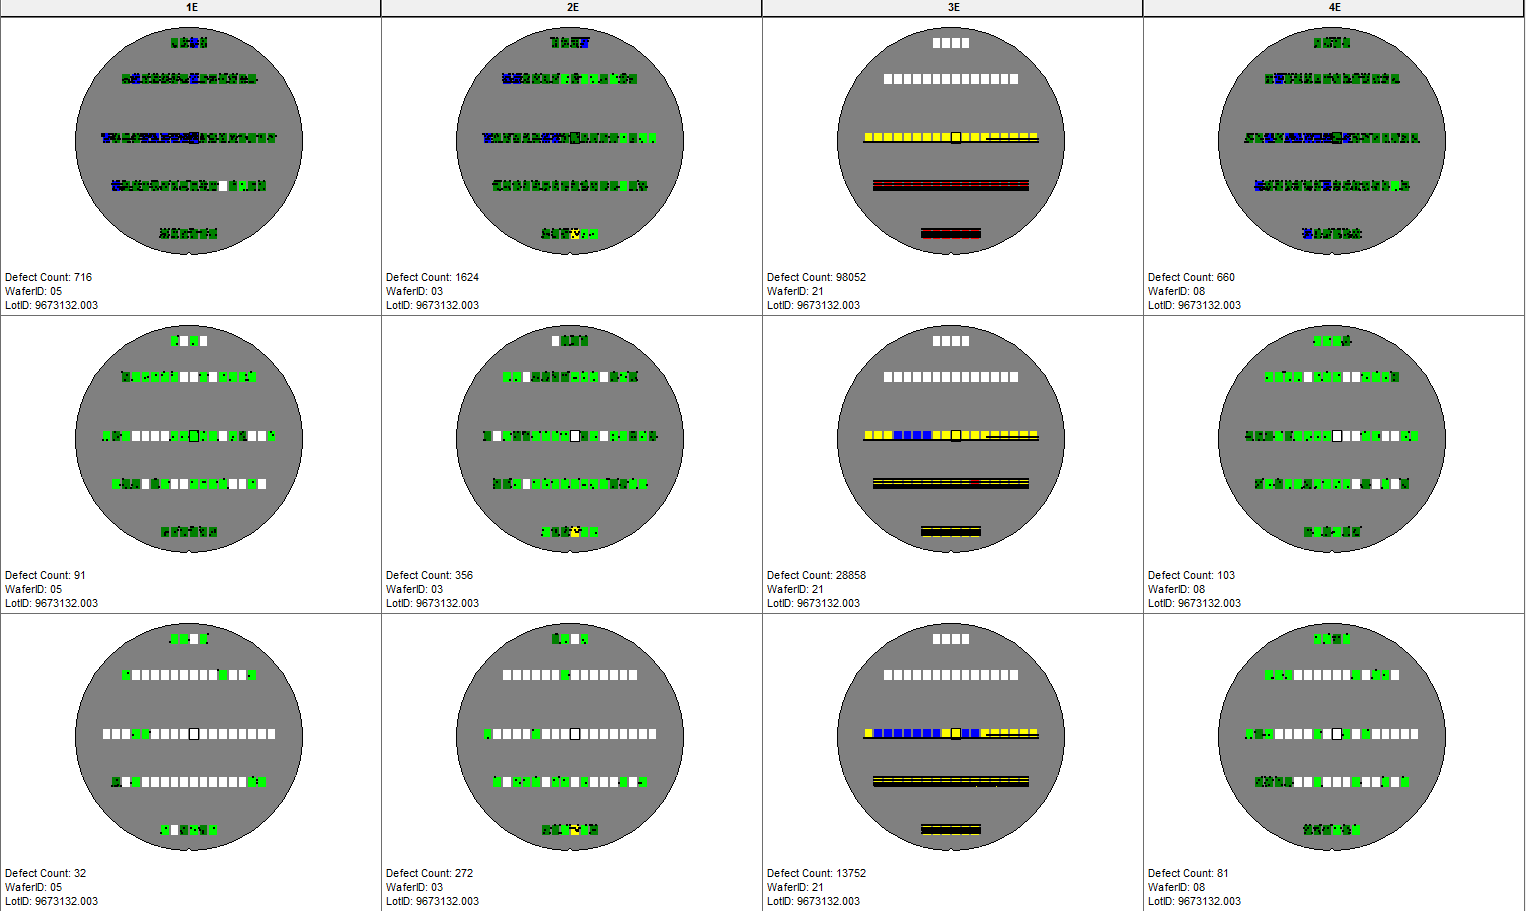 1E 2E 3E 4E
Defect Count: 716
WaferID: 05
LotID: 9673132.003
Defect Count: 1624
WaferID: 03
LotID: 9673132.003
Defect Count: 98052
WaferID: 21
LotID: 9673132.003
Defect Count: 660
WaferID: 08
LotID: 9673132.003
Defect Count: 91
WaferID: 05
LotID: 9673132.003
Defect Count: 356
WaferID: 03
LotID: 9673132.003
Defect Count: 28858
WaferID: 21
LotID: 9673132.003
Defect Count: 103
WaferID: 08
LotID: 9673132.003
Defect Count: 32
WaferID: 05
LotID: 9673132.003
Defect Count: 272
WaferID: 03
LotID: 9673132.003
Defect Count: 13752
WaferID: 21
LotID: 9673132.003
Defect Count: 81
WaferID: 08
LotID: 9673132.003